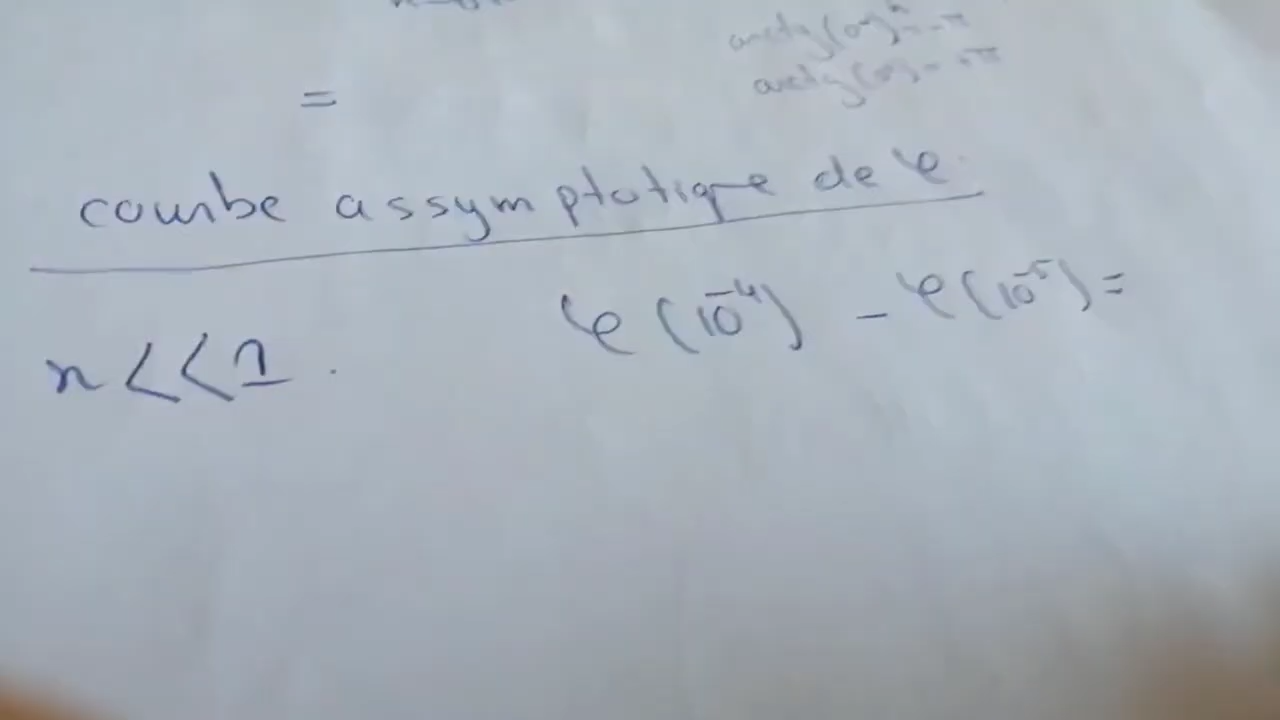 =
courbe assymptotique de φ
φ(10⁻⁴) - φ(10⁻⁵) =
x << 1.